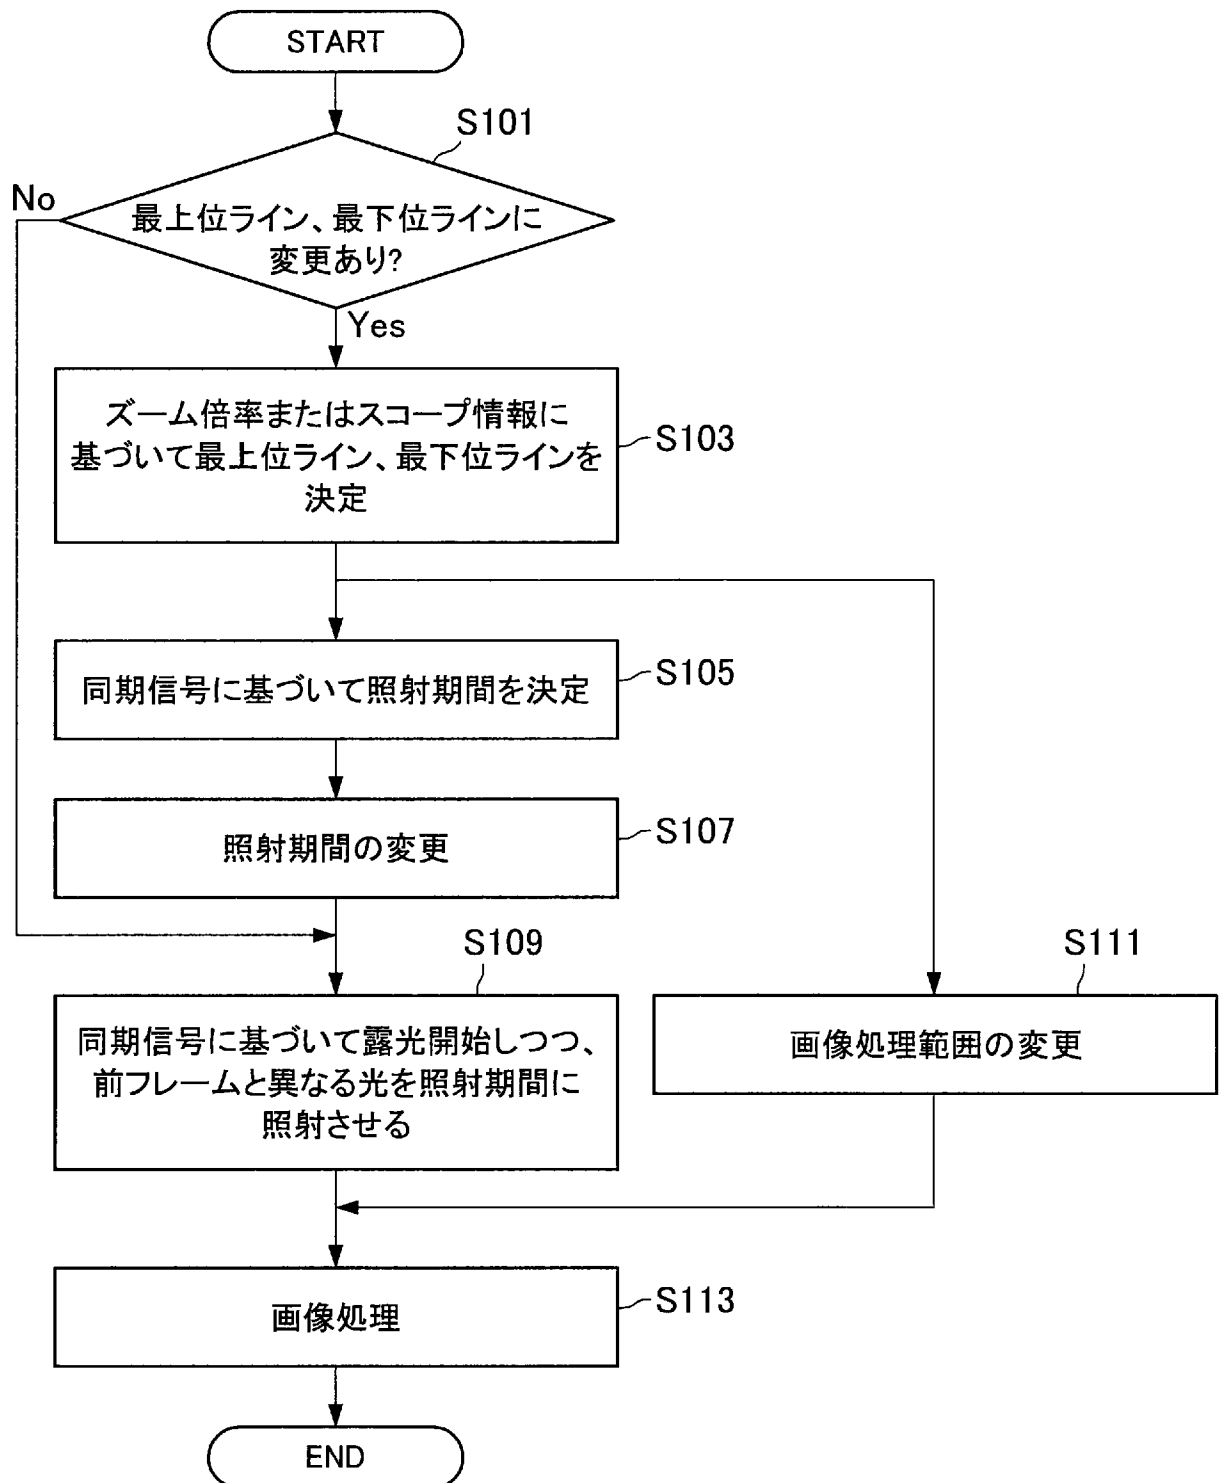 START
S101
No
最上位ライン、最下位ラインに
変更あり?
Yes
ズーム倍率またはスコープ情報に
基づいて最上位ライン、最下位ラインを
決定
S103
同期信号に基づいて照射期間を決定
S105
照射期間の変更
S107
S109
S111
同期信号に基づいて露光開始しつつ、
前フレームと異なる光を照射期間に
照射させる
画像処理範囲の変更
画像処理
S113
END